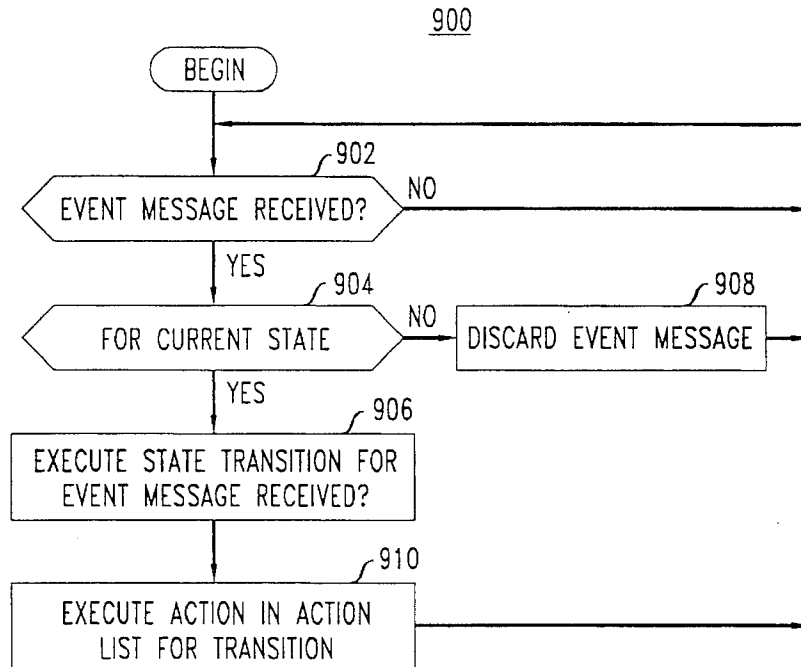 900
BEGIN
902
EVENT MESSAGE RECEIVED?
NO
YES
904
FOR CURRENT STATE
NO
908
DISCARD EVENT MESSAGE
YES
906
EXECUTE STATE TRANSITION FOR
EVENT MESSAGE RECEIVED?
910
EXECUTE ACTION IN ACTION
LIST FOR TRANSITION